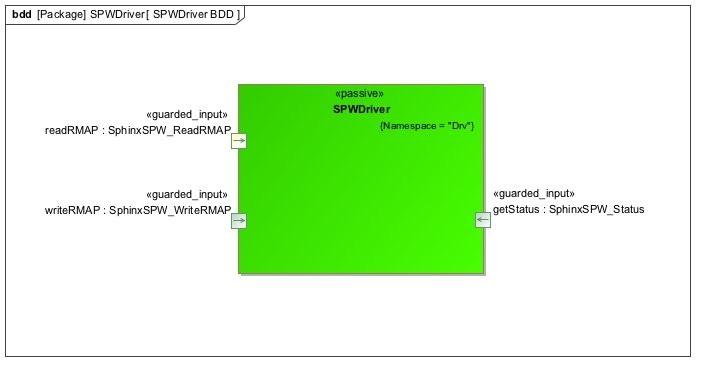 bdd [Package] SPWDriver[ SPWDriver BDD ]
«passive»
SPWDriver
{Namespace = "Drv"}
«guarded_input»
readRMAP : SphinxSPW_ReadRMAP
«guarded_input»
writeRMAP : SphinxSPW_WriteRMAP
«guarded_input»
getStatus : SphinxSPW_Status